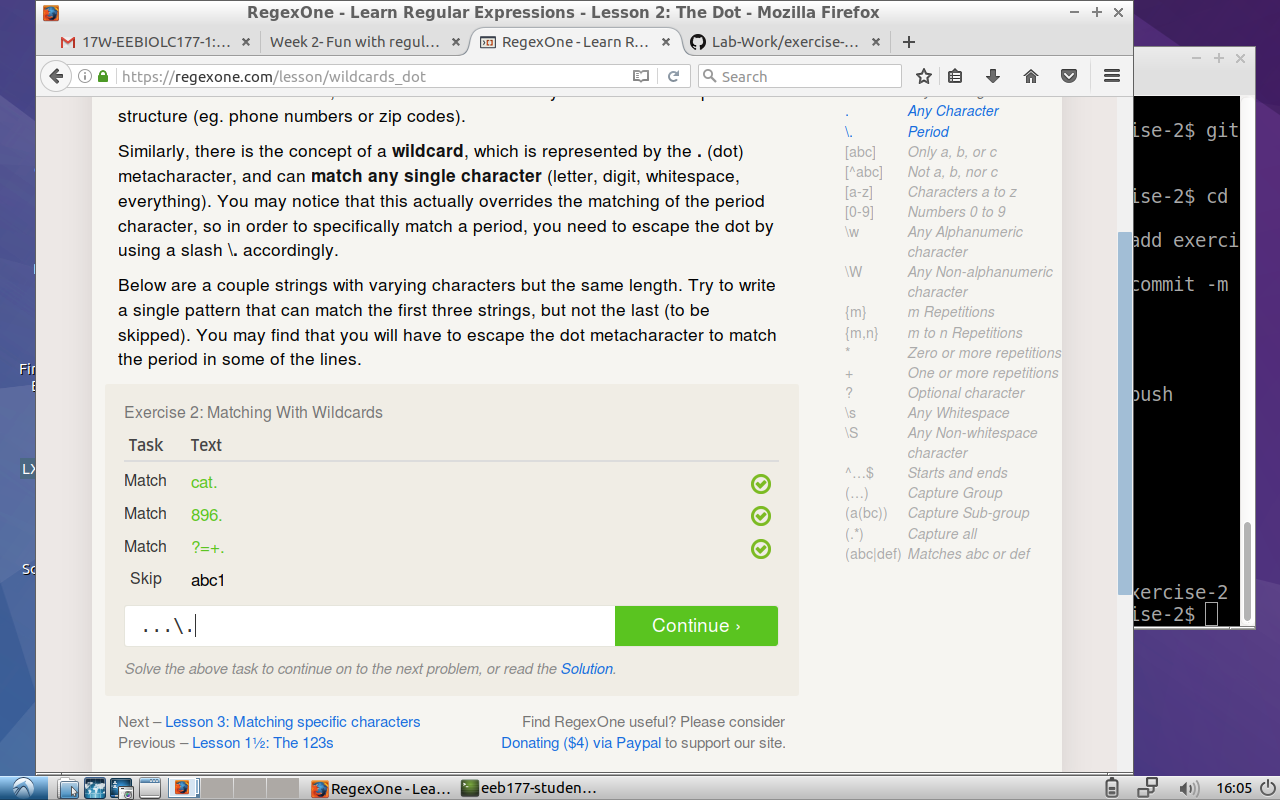 RegexOne - Learn Regular Expressions - Lesson 2: The Dot - Mozilla Firefox
17W-EEBIOLC177-1:...
Week 2- Fun with regul...
RegexOne - Learn R...
Lab-Work/exercise-...
https://regexone.com/lesson/wildcards_dot
Search
structure (eg. phone numbers or zip codes).
Similarly, there is the concept of a wildcard, which is represented by the . (dot)
metacharacter, and can match any single character (letter, digit, whitespace,
everything). You may notice that this actually overrides the matching of the period
character, so in order to specifically match a period, you need to escape the dot by
using a slash \. accordingly.
Below are a couple strings with varying characters but the same length. Try to write
a single pattern that can match the first three strings, but not the last (to be
skipped). You may find that you will have to escape the dot metacharacter to match
the period in some of the lines.
Exercise 2: Matching With Wildcards
Task Text
Match cat.
Match 896.
Match ?=+.
Skip abc1
...\.
Continue ›
Solve the above task to continue on to the next problem, or read the Solution.
Next – Lesson 3: Matching specific characters
Previous – Lesson 1½: The 123s
Find RegexOne useful? Please consider
Donating ($4) via Paypal to support our site.
. Any Character
\. Period
[abc] Only a, b, or c
[^abc] Not a, b, nor c
[a-z] Characters a to z
[0-9] Numbers 0 to 9
\w Any Alphanumeric
character
\W Any Non-alphanumeric
character
{m} m Repetitions
{m,n} m to n Repetitions
* Zero or more repetitions
+ One or more repetitions
? Optional character
\s Any Whitespace
\S Any Non-whitespace
character
^...$ Starts and ends
(...) Capture Group
(a(bc)) Capture Sub-group
(.*) Capture all
(abc|def) Matches abc or def
ise-2$ git
ise-2$ cd
add exerci
commit -m
push
xercise-2
ise-2$
Fir
LX
Sc
RegexOne - Lea...
eeb177-studen...
16:05